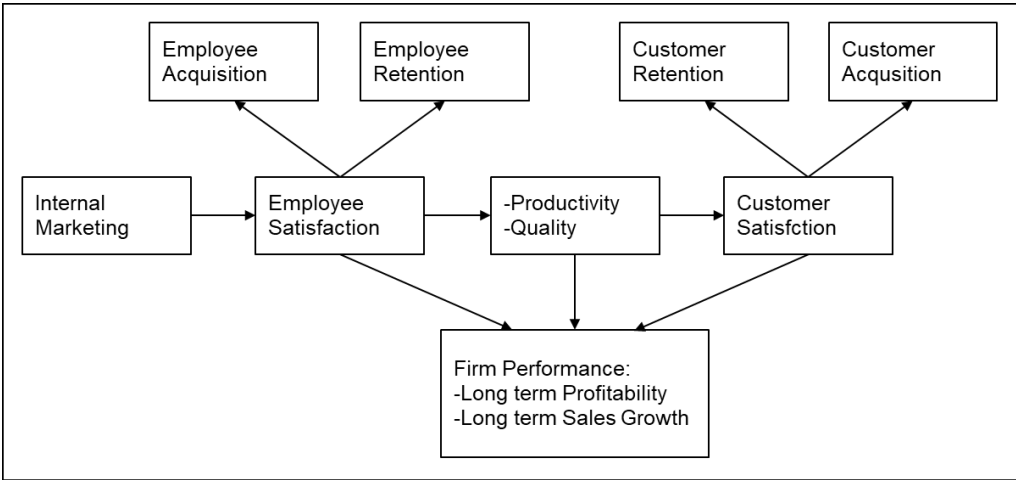 Employee
Acquisition
Employee
Retention
Customer
Retention
Customer
Acqusition
Internal
Marketing
Employee
Satisfaction
-Productivity
-Quality
Customer
Satisfction
Firm Performance:
-Long term Profitability
-Long term Sales Growth